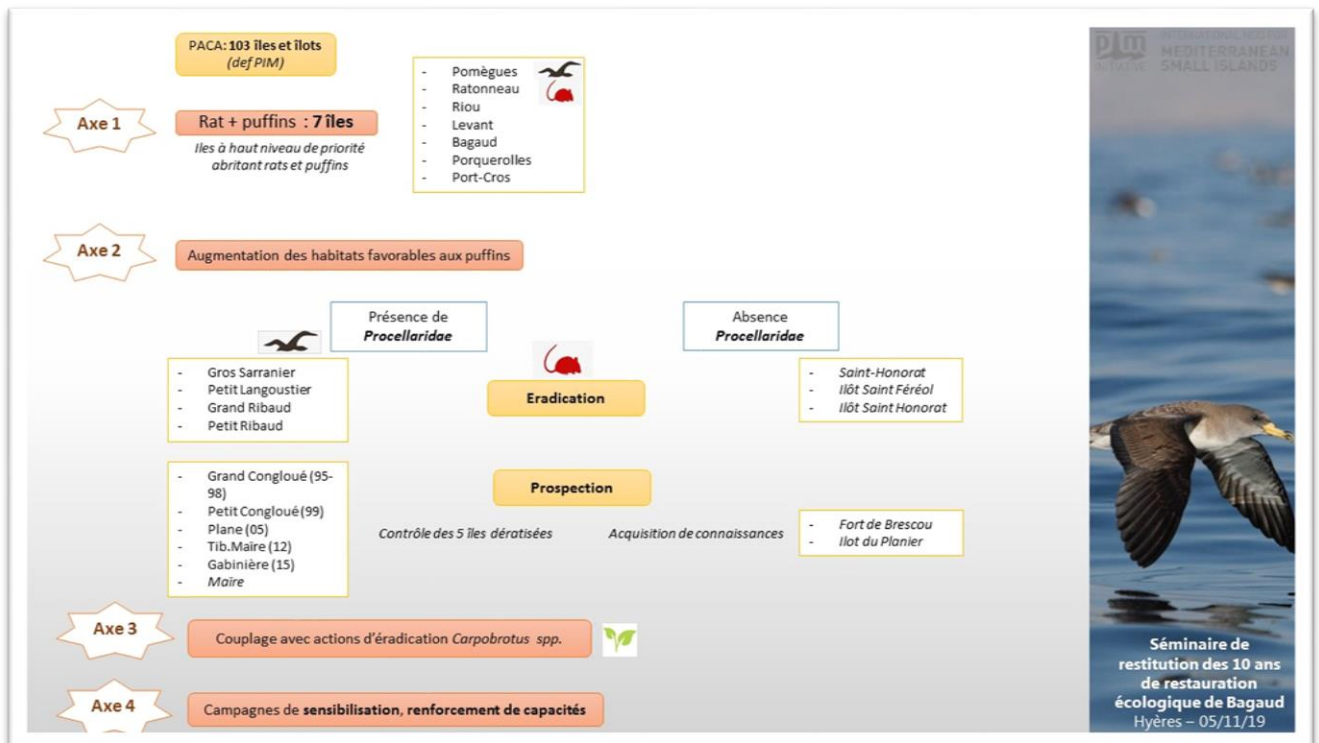 PACA: 103 îles et îlots
(def PIM)
- Pomègues
- Ratonneau
- Riou
- Levant
- Bagaud
- Porquerolles
- Port-Cros
Axe 1
Rat + puffins : 7 îles
Iles à haut niveau de priorité
abritant rats et puffins
Axe 2
Augmentation des habitats favorables aux puffins
Présence de
Procellaridae
Absence
Procellaridae
- Gros Sarranier
- Petit Langoustier
- Grand Ribaud
- Petit Ribaud
Eradication
- Saint-Honorat
- Ilôt Saint Féréol
- Ilôt Saint Honorat
- Grand Congloué (95-
98)
- Petit Congloué (99)
- Plane (05)
- Tib.Maïre (12)
- Gabinière (15)
- Maïre
Prospection
Contrôle des 5 îles dératisées
Acquisition de connaissances
- Fort de Brescou
- Ilot du Planier
Axe 3
Couplage avec actions d'éradication Carpobrotus spp.
Axe 4
Campagnes de sensibilisation, renforcement de capacités
pim
INITIATIVE
INTERNATIONAL NGO FOR
MEDITERRANEAN
SMALL ISLANDS
Séminaire de
restitution des 10 ans
de restauration
écologique de Bagaud
Hyères – 05/11/19